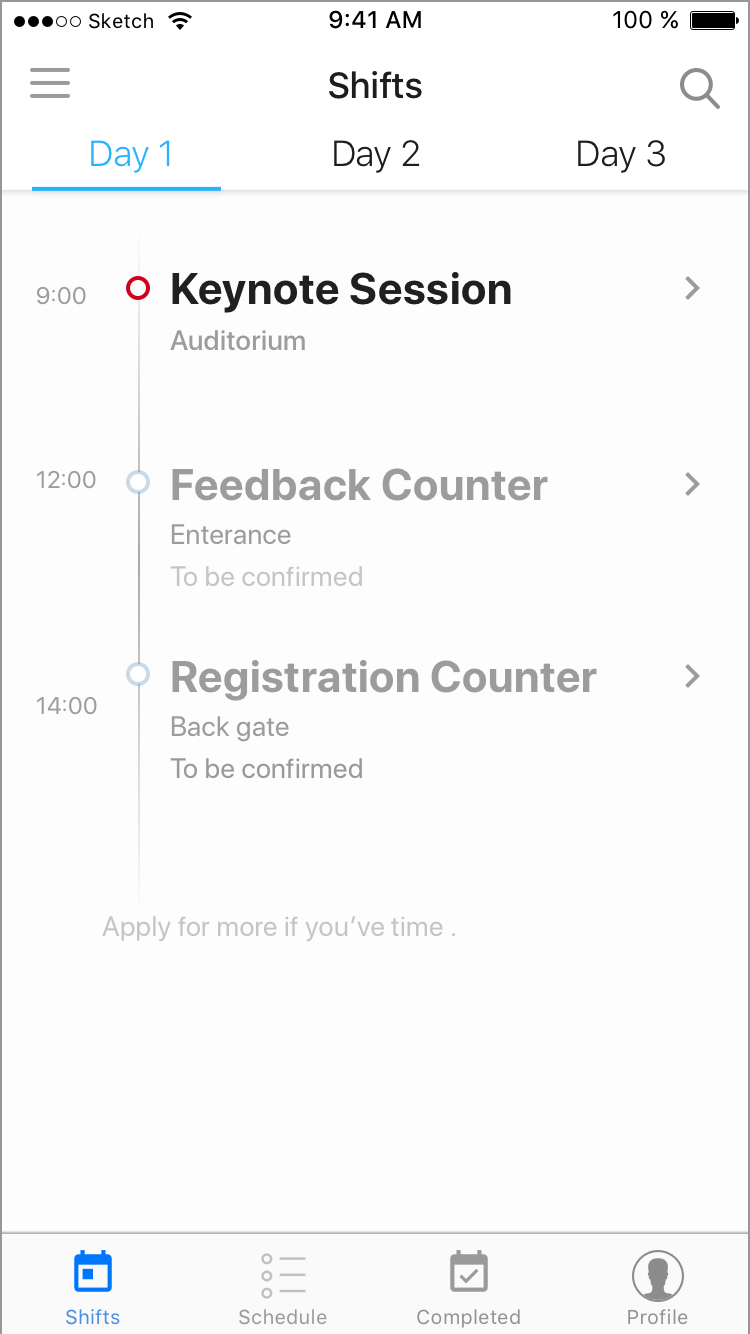 Sketch 9:41 AM 100 %
Shifts
Day 1 Day 2 Day 3
9:00 Keynote Session
Auditorium
12:00 Feedback Counter
Enterance
To be confirmed
Registration Counter
14:00
Back gate
To be confirmed
Apply for more if you’ve time .
Shifts Schedule Completed Profile